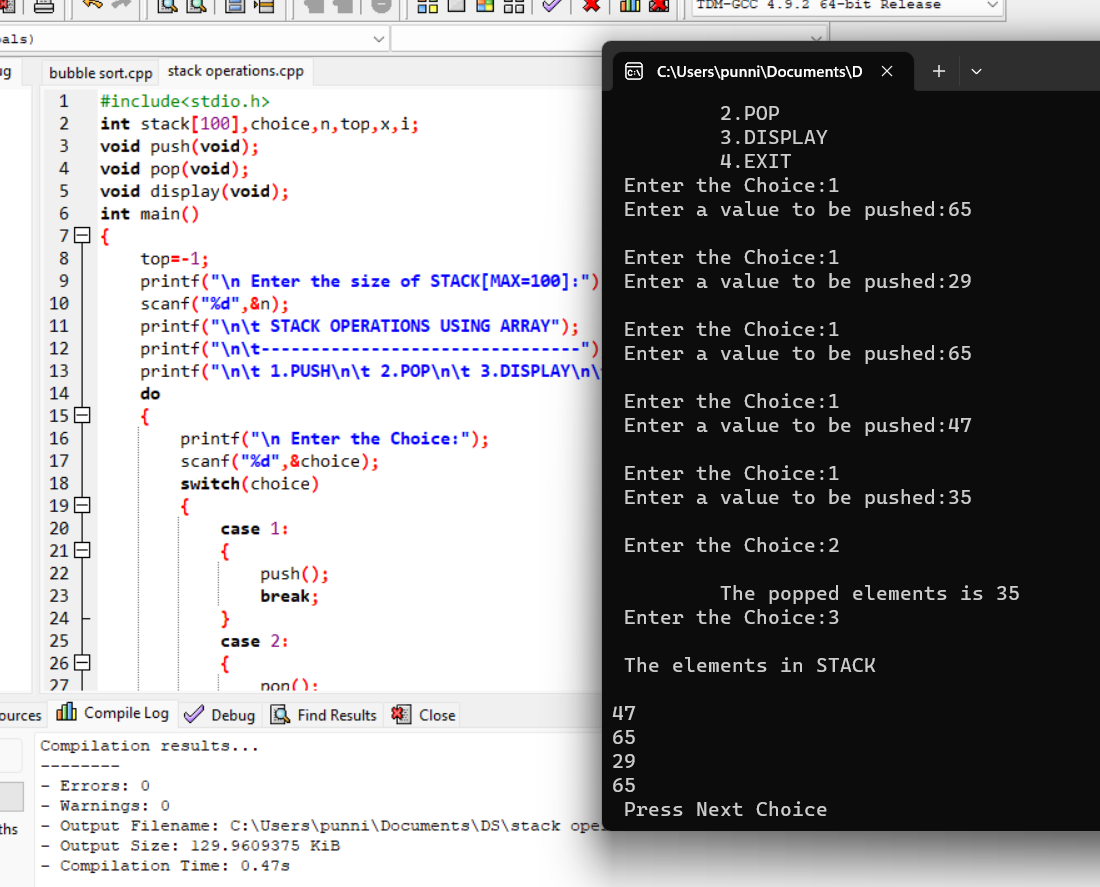 TDM-GCC 4.9.2 64-bit Release
als)
ug
bubble sort.cpp
stack operations.cpp
1 #include<stdio.h>
2 int stack[100],choice,n,top,x,i;
3 void push(void);
4 void pop(void);
5 void display(void);
6 int main()
7 {
8 top=-1;
9 printf("\n Enter the size of STACK[MAX=100]:")
10 scanf("%d",&n);
11 printf("\n\t STACK OPERATIONS USING ARRAY");
12 printf("\n\t--------------------------------")
13 printf("\n\t 1.PUSH\n\t 2.POP\n\t 3.DISPLAY\n\
14 do
15 {
16 printf("\n Enter the Choice:");
17 scanf("%d",&choice);
18 switch(choice)
19 {
20 case 1:
21 {
22 push();
23 break;
24 }
25 case 2:
26 {
27 pop();
ources
Compile Log
Debug
Find Results
Close
ths
Compilation results...
--------
- Errors: 0
- Warnings: 0
- Output Filename: C:\Users\punni\Documents\DS\stack ope
- Output Size: 129.9609375 KiB
- Compilation Time: 0.47s
C:\Users\punni\Documents\D
2.POP
3.DISPLAY
4.EXIT
Enter the Choice:1
Enter a value to be pushed:65
Enter the Choice:1
Enter a value to be pushed:29
Enter the Choice:1
Enter a value to be pushed:65
Enter the Choice:1
Enter a value to be pushed:47
Enter the Choice:1
Enter a value to be pushed:35
Enter the Choice:2
The popped elements is 35
Enter the Choice:3
The elements in STACK
47
65
29
65
Press Next Choice